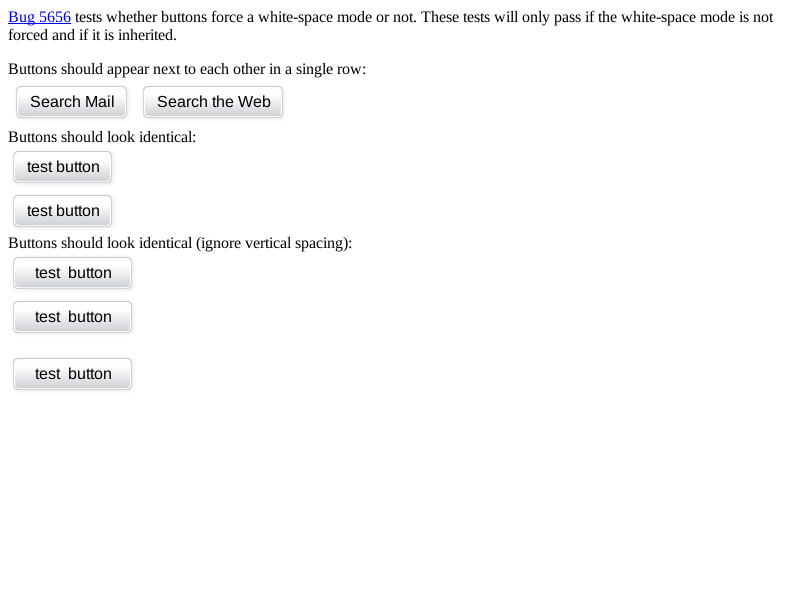 Bug 5656 tests whether buttons force a white-space mode or not. These tests will only pass if the white-space mode is not
forced and if it is inherited.
Buttons should appear next to each other in a single row:
Search Mail Search the Web
Buttons should look identical:
test button
test button
Buttons should look identical (ignore vertical spacing):
test  button
test  button
test  button